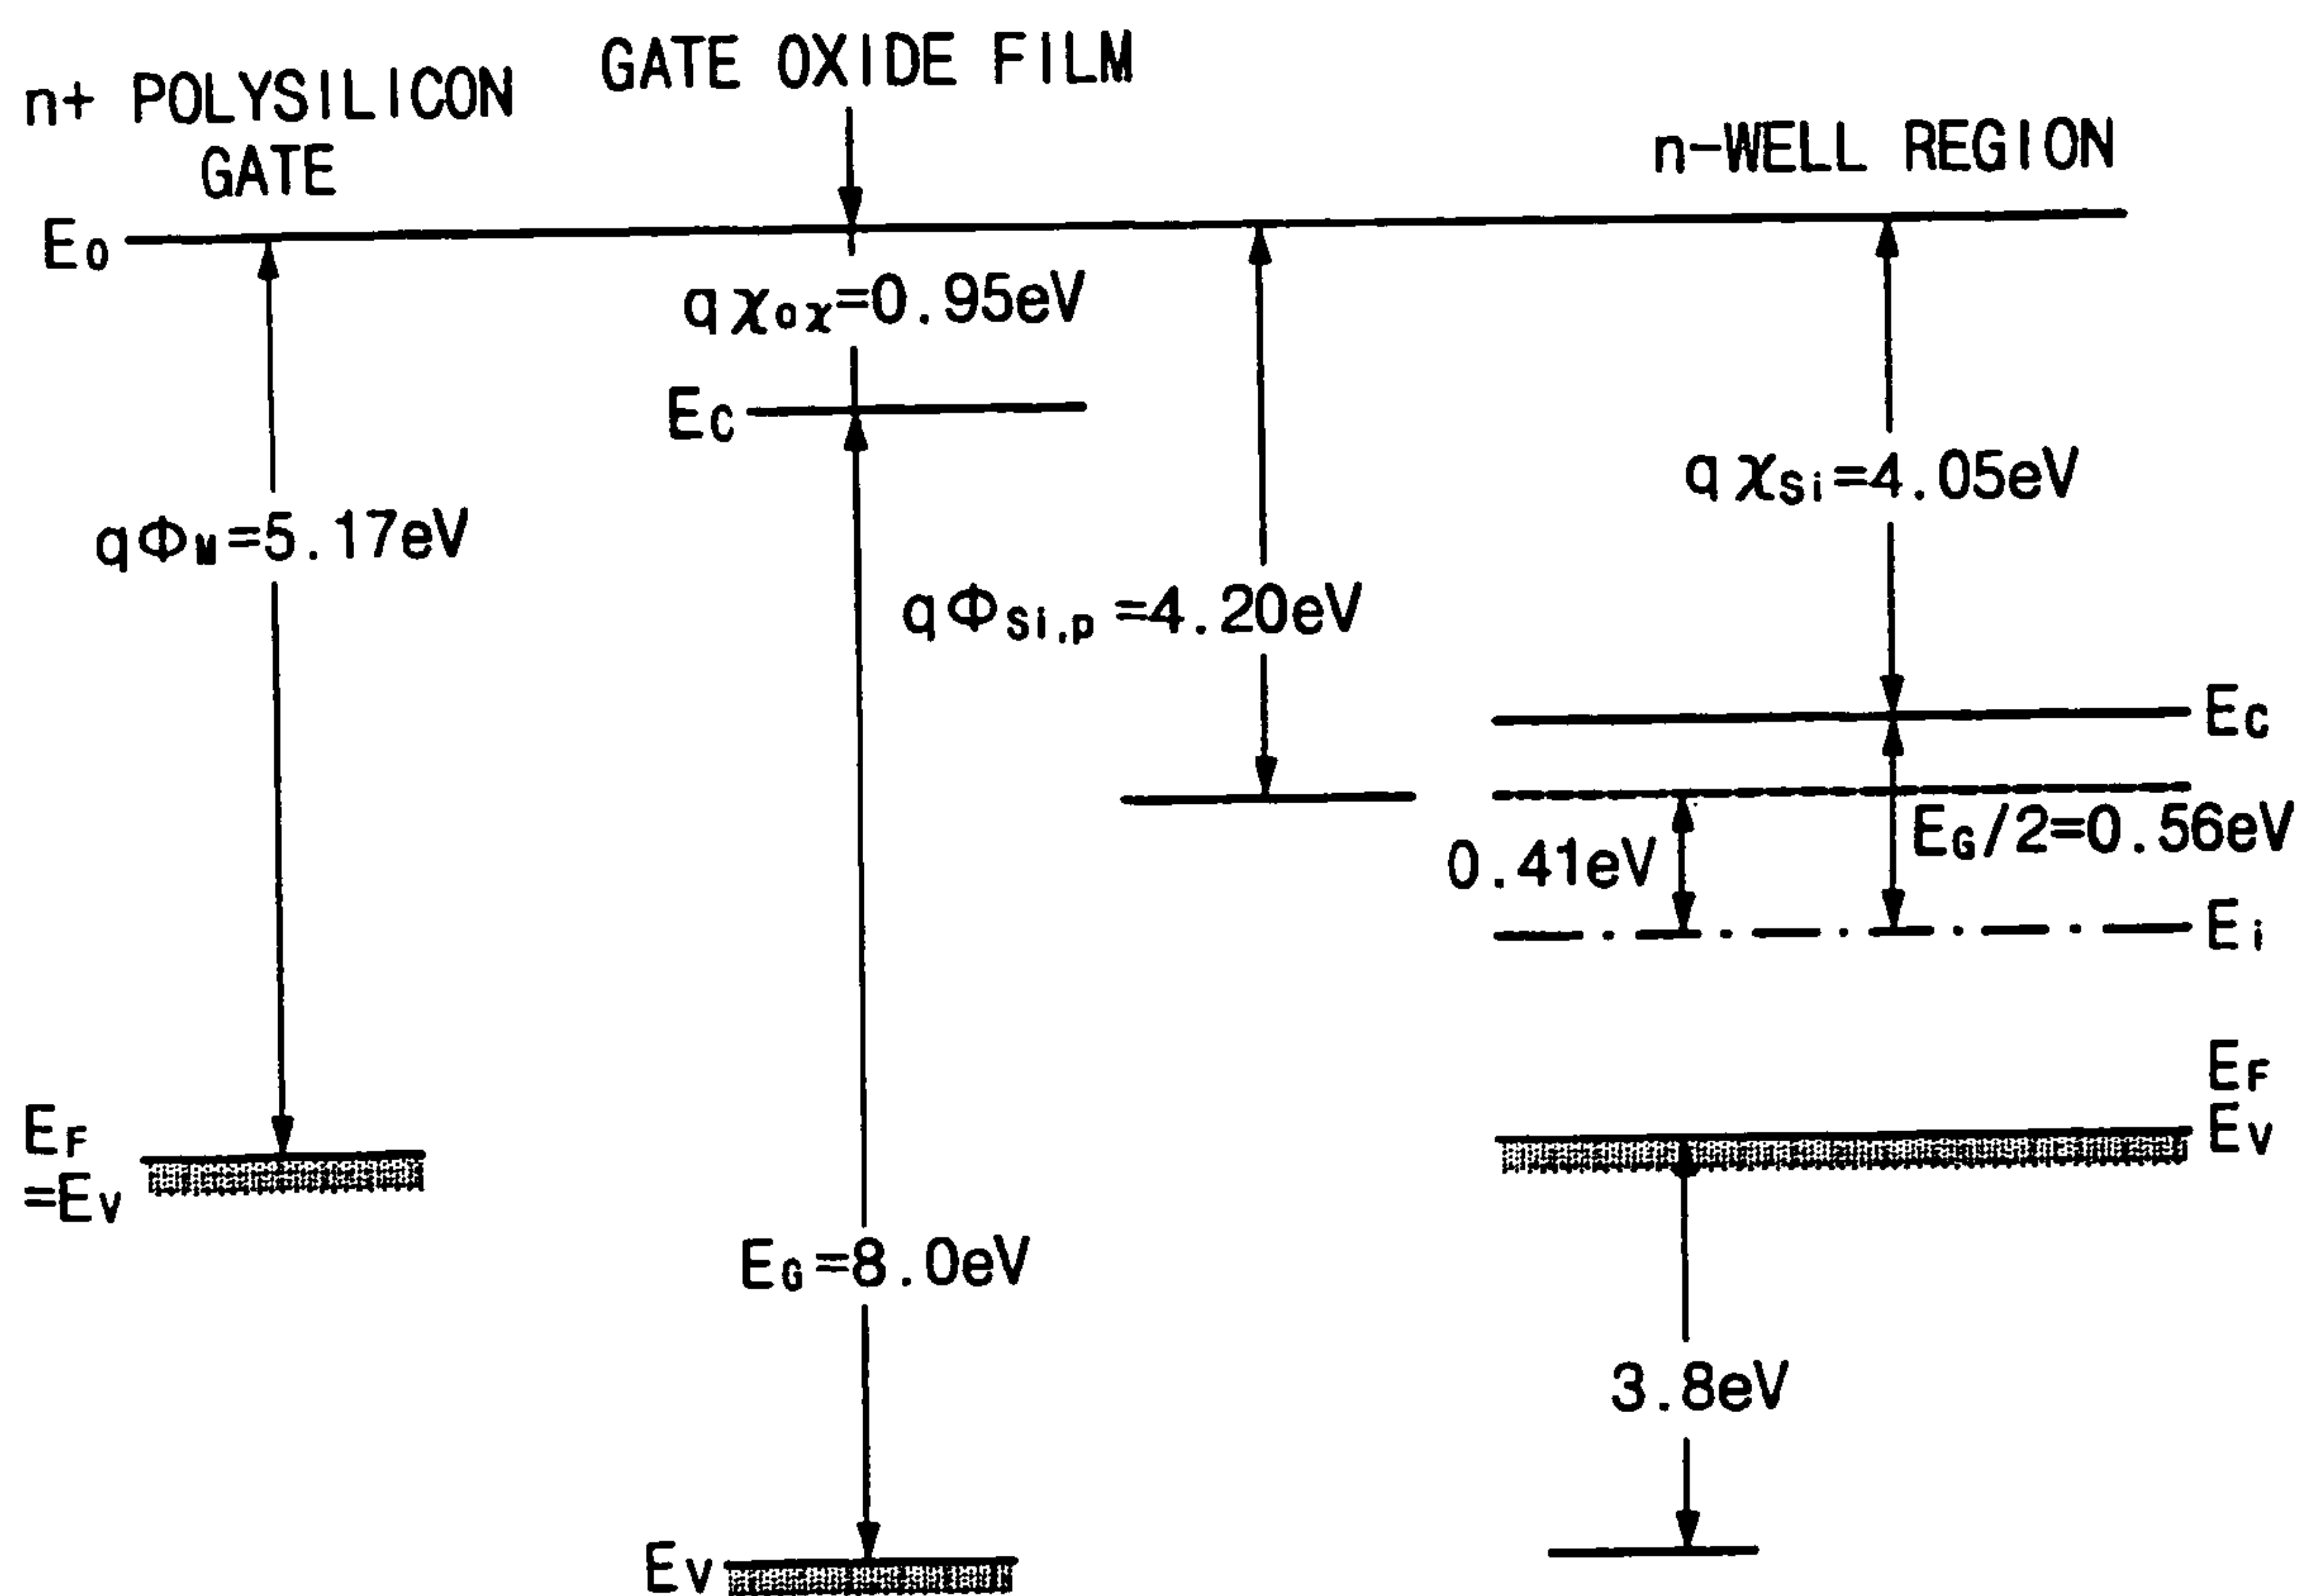 n+ POLYSILICON
GATE
GATE OXIDE FILM
n-WELL REGION
E0
qχox=0.95eV
EC
qχSi=4.05eV
qΦM=5.17eV
qΦSi,p=4.20eV
EC
EG/2=0.56eV
0.41eV
Ei
EF
EV
EF
=EV
EG=8.0eV
3.8eV
EV